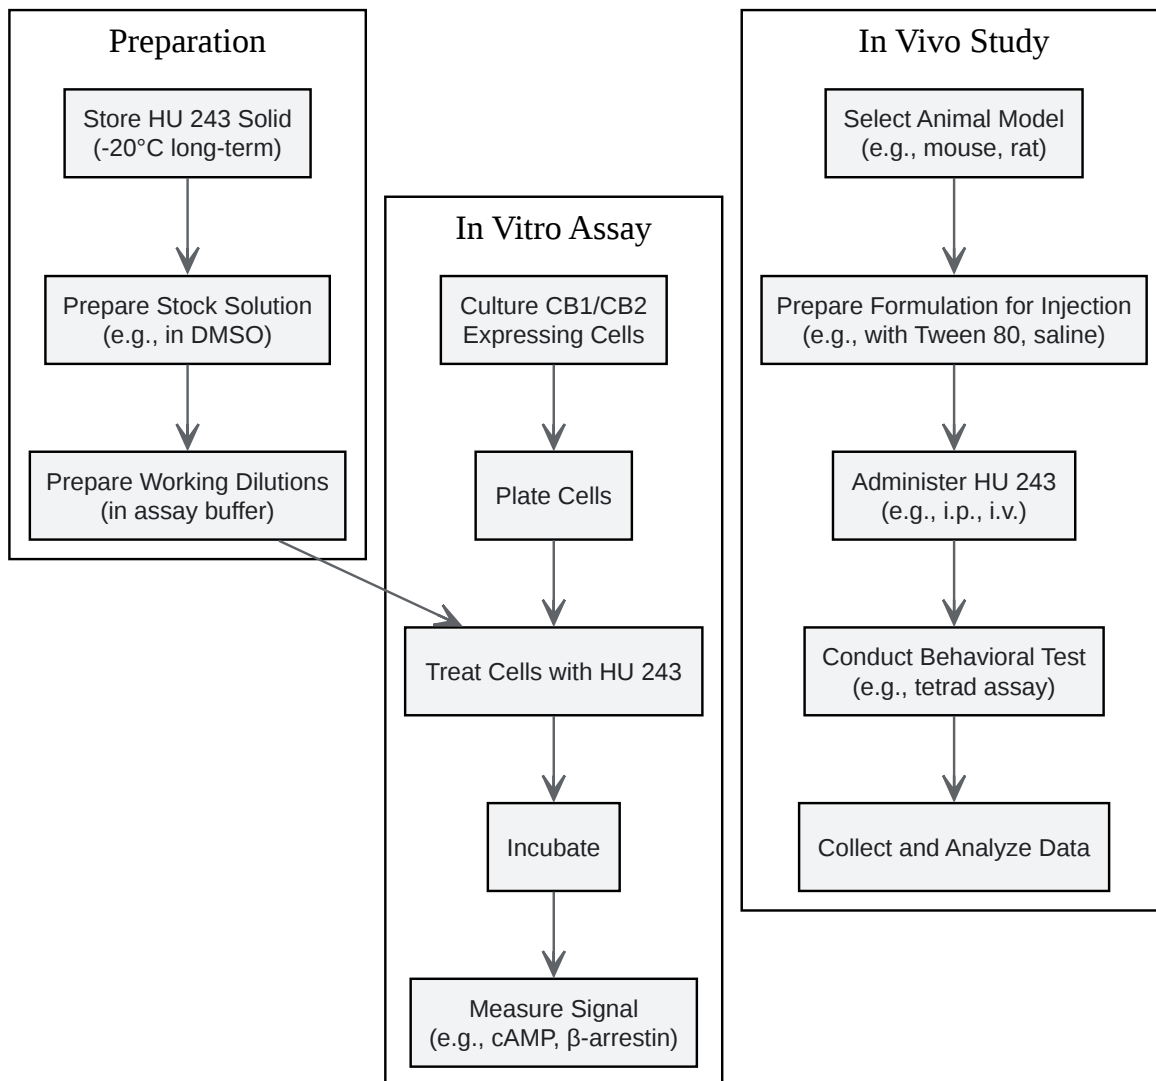 Preparation
Store HU 243 Solid
(-20°C long-term)
Prepare Stock Solution
(e.g., in DMSO)
Prepare Working Dilutions
(in assay buffer)
In Vitro Assay
Culture CB1/CB2
Expressing Cells
Plate Cells
Treat Cells with HU 243
Incubate
Measure Signal
(e.g., cAMP, β-arrestin)
In Vivo Study
Select Animal Model
(e.g., mouse, rat)
Prepare Formulation for Injection
(e.g., with Tween 80, saline)
Administer HU 243
(e.g., i.p., i.v.)
Conduct Behavioral Test
(e.g., tetrad assay)
Collect and Analyze Data